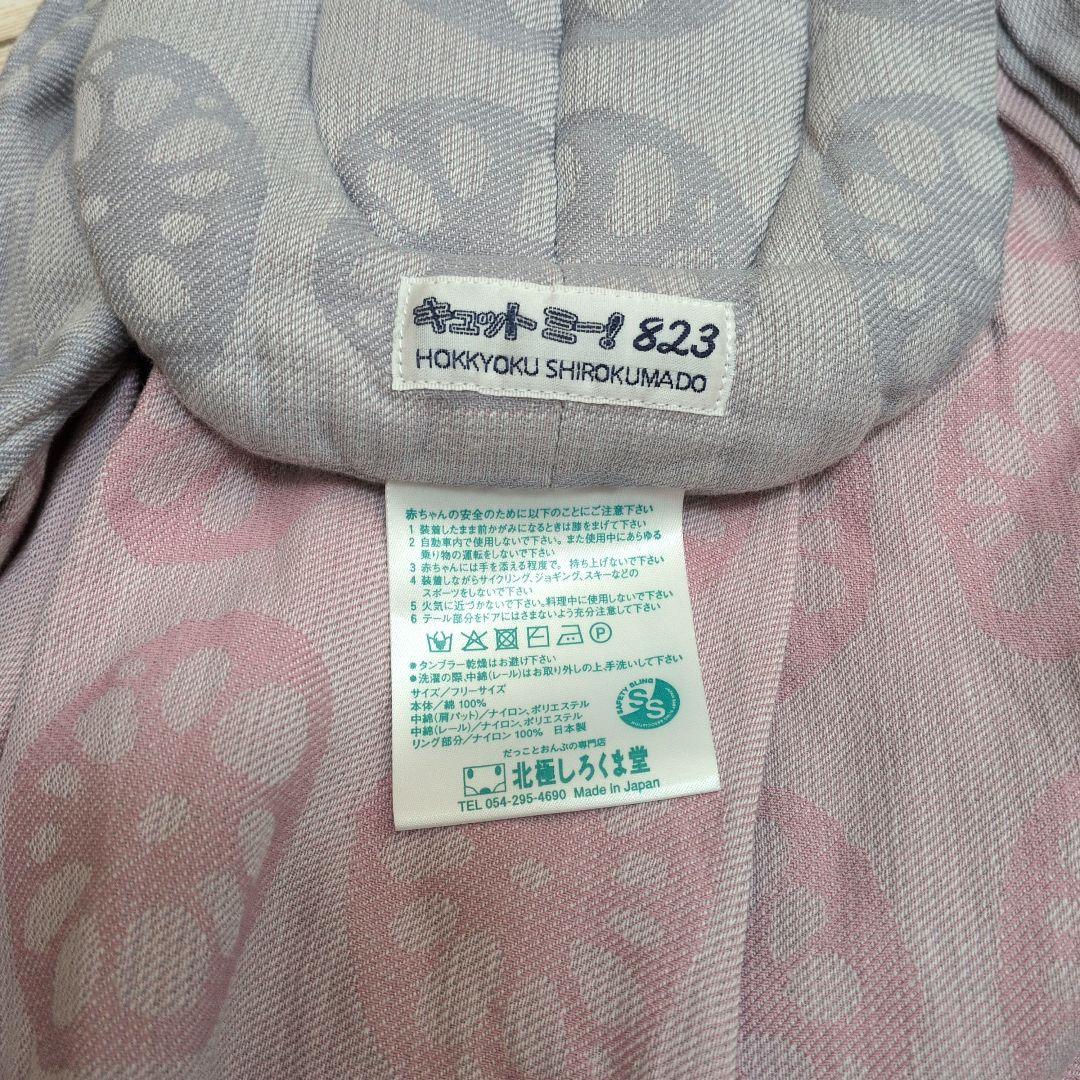 キュット ミー! 823
HOKKYOKU SHIROKUMADO
赤ちゃんの安全のために以下のことにご注意下さい
1 装着したまま前かがみになるときは膝をまげて下さい
2 自動車内で使用しないで下さい。また使用中にあらゆる
乗り物の運転をしないで下さい
3 赤ちゃんには手を添える程度で。持ち上げないで下さい
4 装着しながらサイクリング、ジョギング、スキーなどの
スポーツをしないで下さい
5 火気に近づかないで下さい。料理中に使用しないで下さい
6 テール部分をドアにはさまないよう充分注意して下さい
P
●タンブラー乾燥はお避け下さい
●洗濯の際、中綿(レール)はお取り外しの上、手洗いして下さい
サイズ/フリーサイズ
本体/綿 100%
中綿(肩パット)/ナイロン、ポリエステル
中綿(レール)/ナイロン、ポリエステル
リング部分/ナイロン 100% 日本製
SAFETY SLING
SS
だっことおんぶの専門店
北極しろくま堂
TEL 054-295-4690 Made in Japan